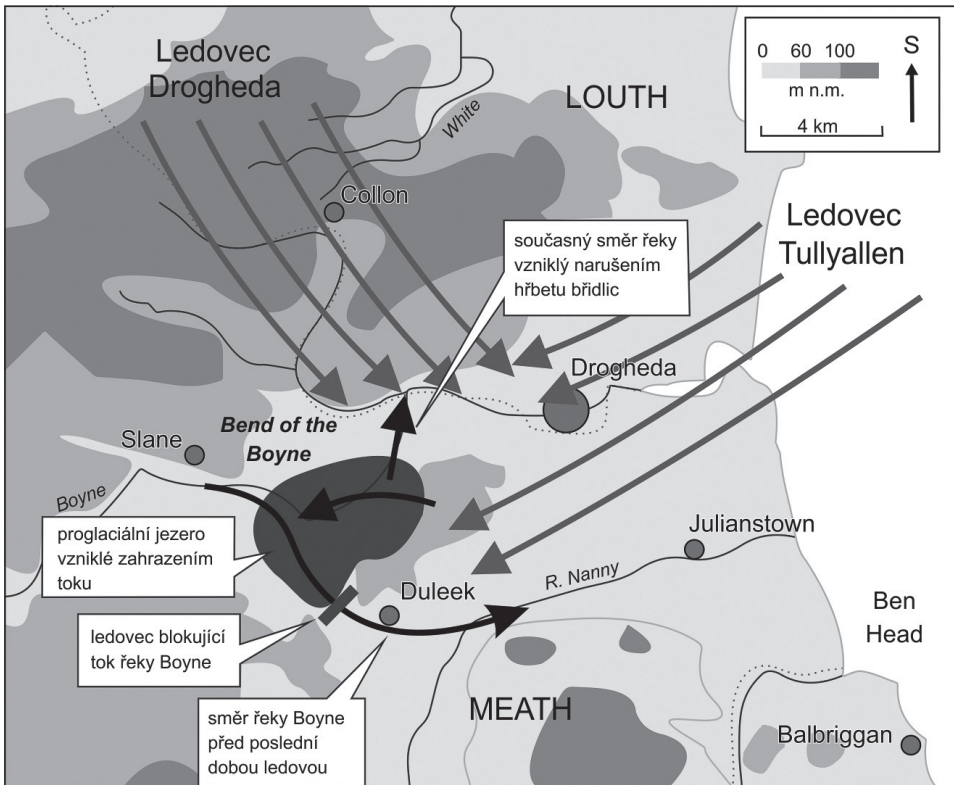 Ledovec
Drogheda
LOUTH
White
Collon
0 60 100
m n.m.
4 km
S
Ledovec
Tullyallen
současný směr řeky
vzniklý narušením
hřbetu břidlic
Drogheda
Bend of the
Boyne
Slane
Boyne
proglaciální jezero
vzniklé zahrazením
toku
Julianstown
R. Nanny
Duleek
ledovec blokující
tok řeky Boyne
Ben
Head
MEATH
směr řeky Boyne
před poslední
dobou ledovou
Balbriggan